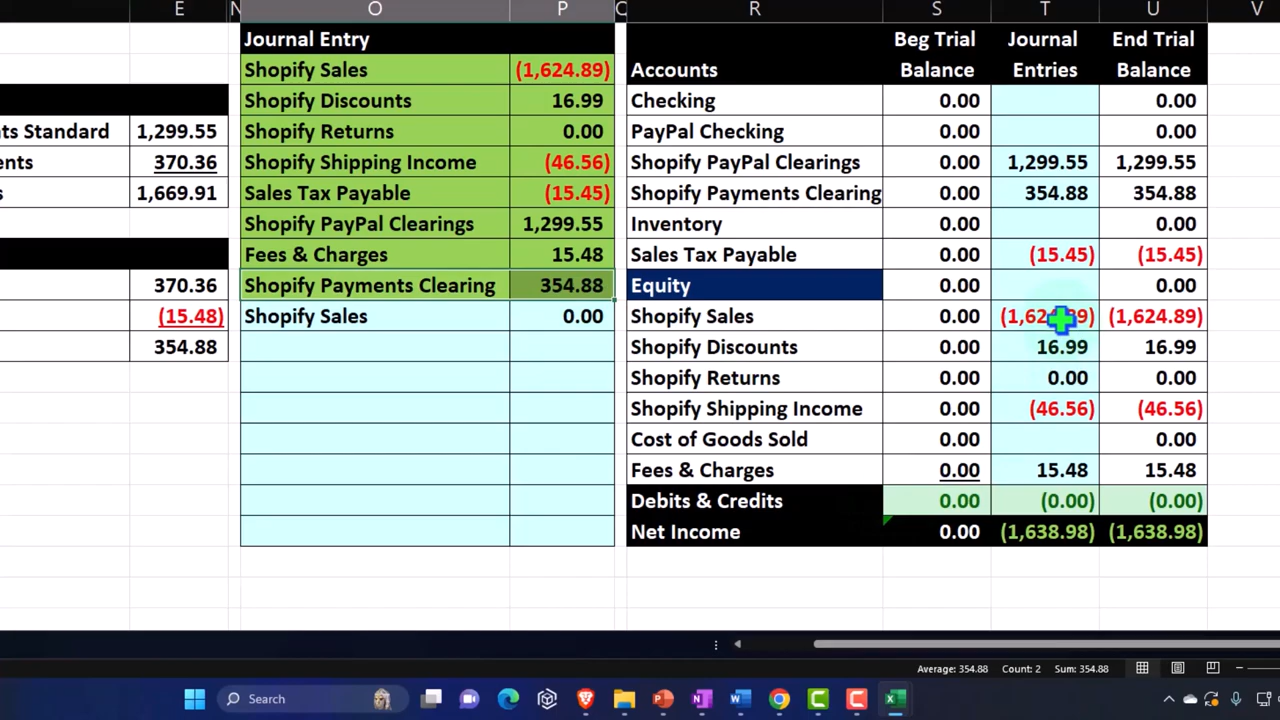 E N O P C R S T U V
Journal Entry Beg Trial Journal End Trial
Shopify Sales (1,624.89) Accounts Balance Entries Balance
Shopify Discounts 16.99 Checking 0.00 0.00
ts Standard 1,299.55 Shopify Returns 0.00 PayPal Checking 0.00 0.00
nts 370.36 Shopify Shipping Income (46.56) Shopify PayPal Clearings 0.00 1,299.55 1,299.55
s 1,669.91 Sales Tax Payable (15.45) Shopify Payments Clearing 0.00 354.88 354.88
Shopify PayPal Clearings 1,299.55 Inventory 0.00 0.00
Fees & Charges 15.48 Sales Tax Payable 0.00 (15.45) (15.45)
370.36 Shopify Payments Clearing 354.88 Equity 0.00 0.00
(15.48) Shopify Sales 0.00 Shopify Sales 0.00 (1,624.89) (1,624.89)
354.88 Shopify Discounts 0.00 16.99 16.99
Shopify Returns 0.00 0.00 0.00
Shopify Shipping Income 0.00 (46.56) (46.56)
Cost of Goods Sold 0.00 0.00
Fees & Charges 0.00 15.48 15.48
Debits & Credits 0.00 (0.00) (0.00)
Net Income 0.00 (1,638.98) (1,638.98)
Average: 354.88 Count: 2 Sum: 354.88
Search